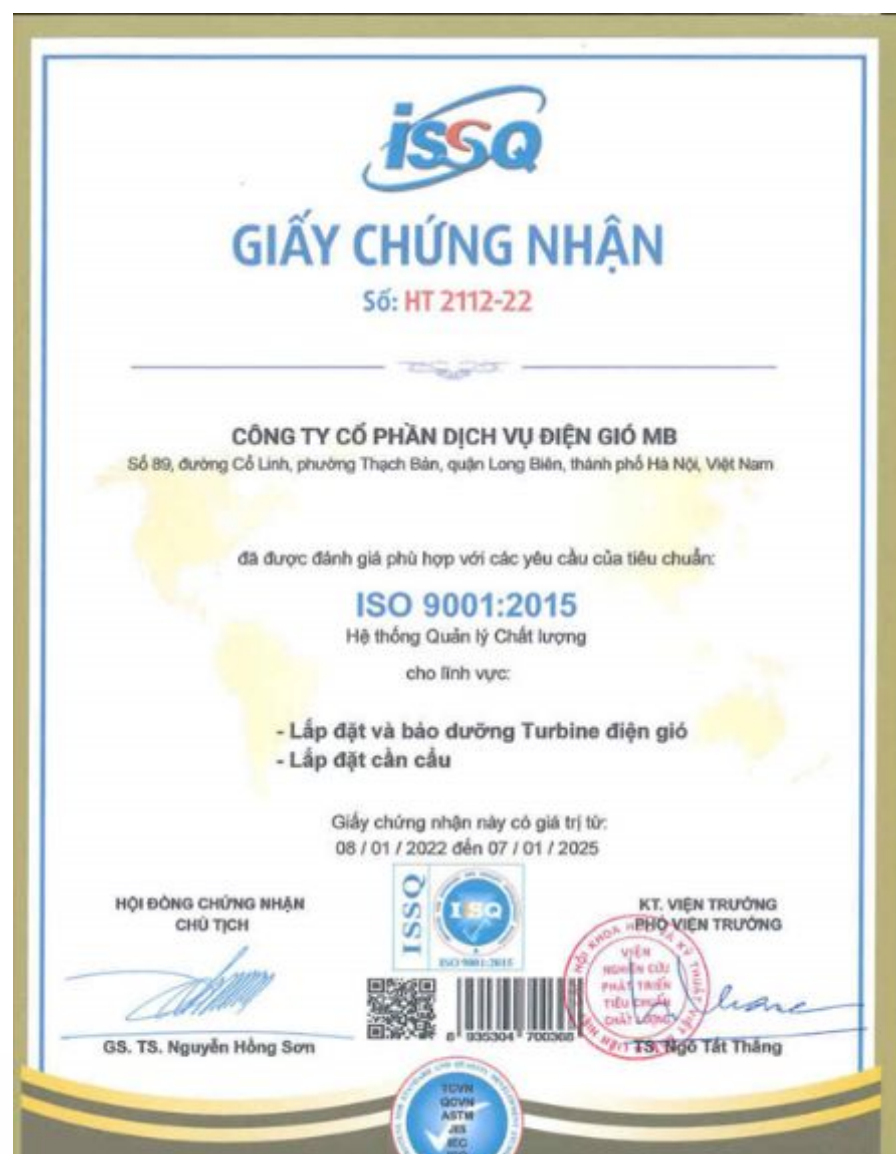 issQ
GIẤY CHỨNG NHẬN
Số: HT 2112-22
CÔNG TY CỔ PHẦN DỊCH VỤ ĐIỆN GIÓ MB
Số 89, đường Cổ Linh, phường Thạch Bàn, quận Long Biên, thành phố Hà Nội, Việt Nam
đã được đánh giá phù hợp với các yêu cầu của tiêu chuẩn:
ISO 9001:2015
Hệ thống Quản lý Chất lượng
cho lĩnh vực:
- Lắp đặt và bảo dưỡng Turbine điện gió
- Lắp đặt cần cẩu
Giấy chứng nhận này có giá trị từ:
08 / 01 / 2022 đến 07 / 01 / 2025
HỘI ĐỒNG CHỨNG NHẬN
CHỦ TỊCH
ISSQ
ISSQ
ISO 9001:2015
KT. VIỆN TRƯỞNG
PHÓ VIỆN TRƯỞNG
VIỆN
NGHIÊN CỨU
PHÁT TRIỂN
TIÊU CHUẨN
CHẤT LƯỢNG
8 935304 700368
GS. TS. Nguyễn Hồng Sơn
TS. Ngô Tất Thắng
TCVN
QCVN
ASTM
JIS
IEC